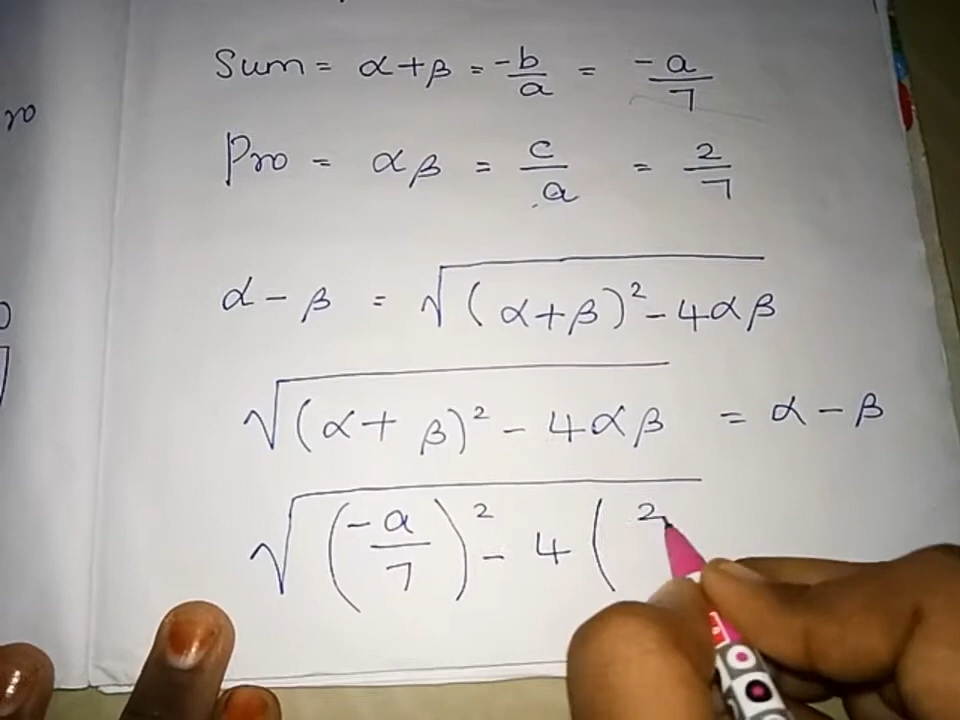 Sum = α+β = -b/a = -a/7
Pro = αβ = c/a = 2/7
α - β = √((α+β)² - 4αβ)
√((α+ β)² - 4αβ) = α - β
√((-a/7)² - 4(2